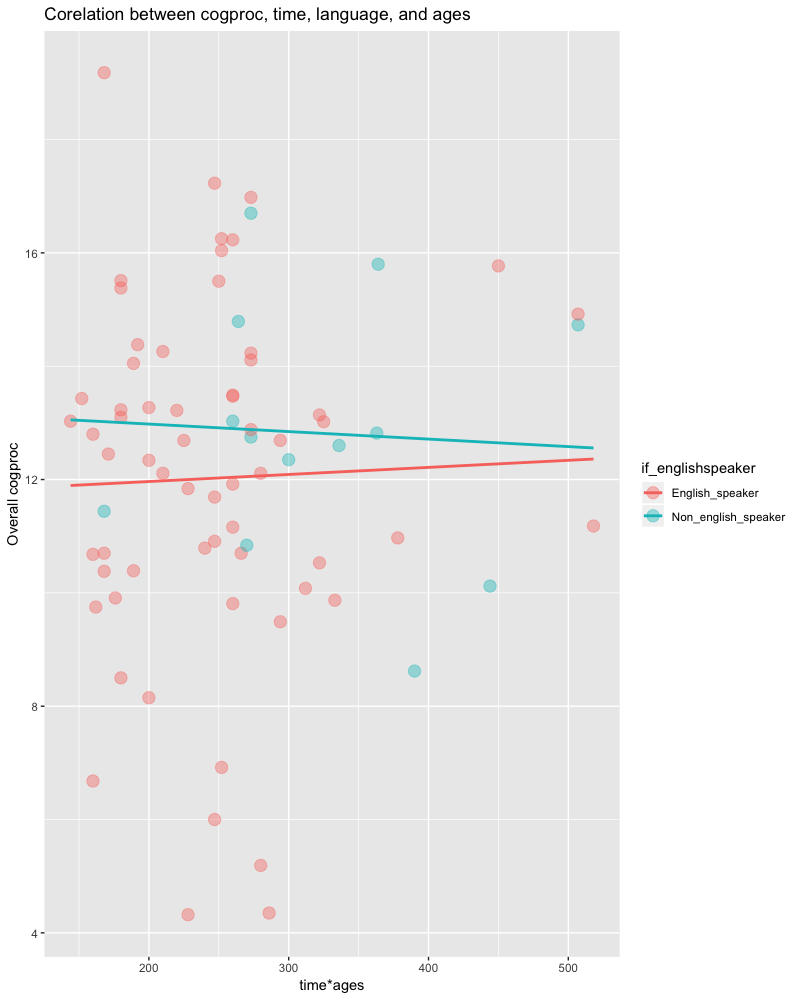 Corelation between cogproc, time, language, and ages
16
12
8
4
Overall cogproc
200 300 400 500
time*ages
if_englishspeaker
English_speaker
Non_english_speaker